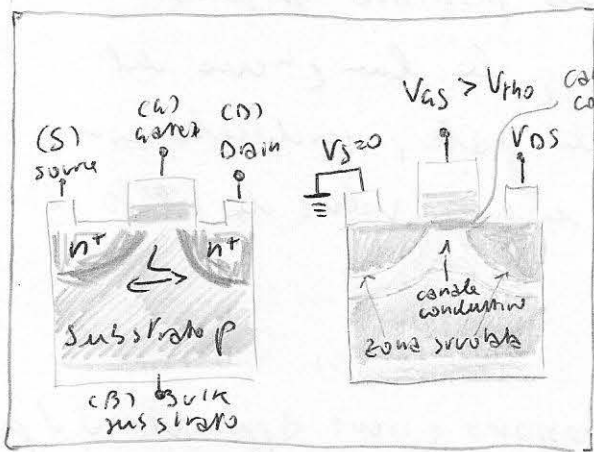 (S)
source
(G)
Gate
(D)
Drain
n+
n+
L
substrato p
(B) Bulk
substrato
VGS > Vtho
VS=0
VDS
canale
conduttivo
zona svuotata